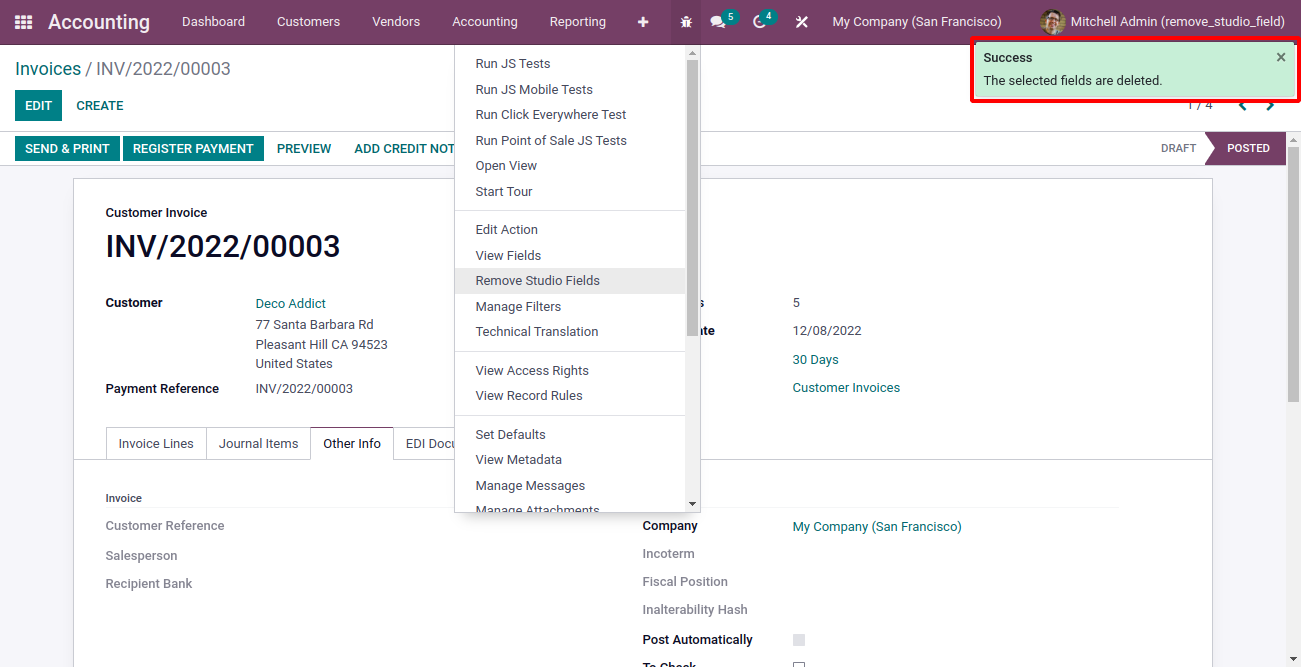 Accounting Dashboard Customers Vendors Accounting Reporting + 5 4 My Company (San Francisco) Mitchell Admin (remove_studio_field)
Success ×
The selected fields are deleted.
Invoices / INV/2022/00003
EDIT CREATE
1 / 4
SEND & PRINT REGISTER PAYMENT PREVIEW ADD CREDIT NOT
DRAFT POSTED
Run JS Tests
Run JS Mobile Tests
Run Click Everywhere Test
Run Point of Sale JS Tests
Open View
Start Tour
Edit Action
View Fields
Remove Studio Fields
Manage Filters
Technical Translation
View Access Rights
View Record Rules
Set Defaults
View Metadata
Manage Messages
Manage Attachments
Customer Invoice
INV/2022/00003
Customer Deco Addict
77 Santa Barbara Rd
Pleasant Hill CA 94523
United States
Payment Reference INV/2022/00003
s 5
ate 12/08/2022
30 Days
Customer Invoices
Invoice Lines Journal Items Other Info EDI Docu
Invoice
Customer Reference
Salesperson
Recipient Bank
Company My Company (San Francisco)
Incoterm
Fiscal Position
Inalterability Hash
Post Automatically
To Check